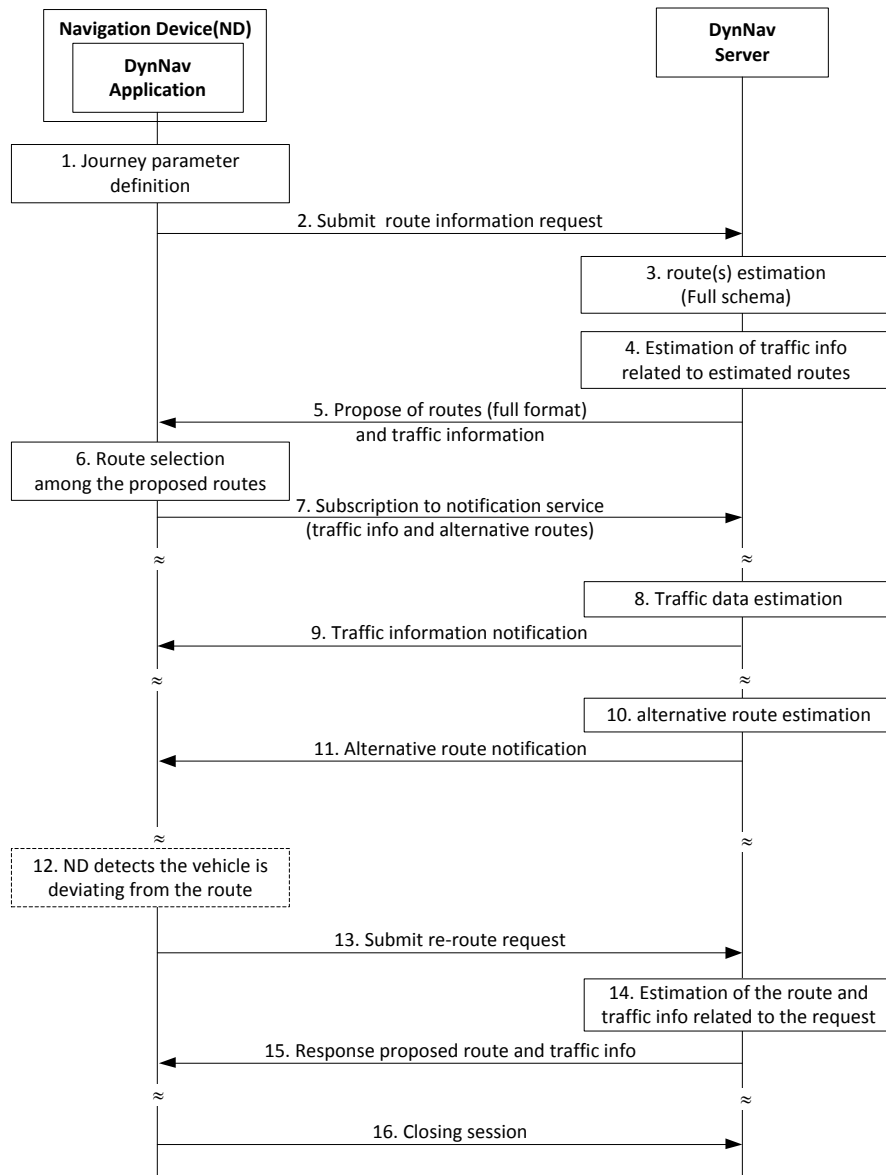 Navigation Device(ND)
DynNav
Application
DynNav
Server
1. Journey parameter
definition
2. Submit route information request
3. route(s) estimation
(Full schema)
4. Estimation of traffic info
related to estimated routes
5. Propose of routes (full format)
and traffic information
6. Route selection
among the proposed routes
7. Subscription to notification service
(traffic info and alternative routes)
≈
≈
8. Traffic data estimation
9. Traffic information notification
≈
≈
10. alternative route estimation
11. Alternative route notification
≈
≈
12. ND detects the vehicle is
deviating from the route
13. Submit re-route request
14. Estimation of the route and
traffic info related to the request
15. Response proposed route and traffic info
≈
≈
16. Closing session